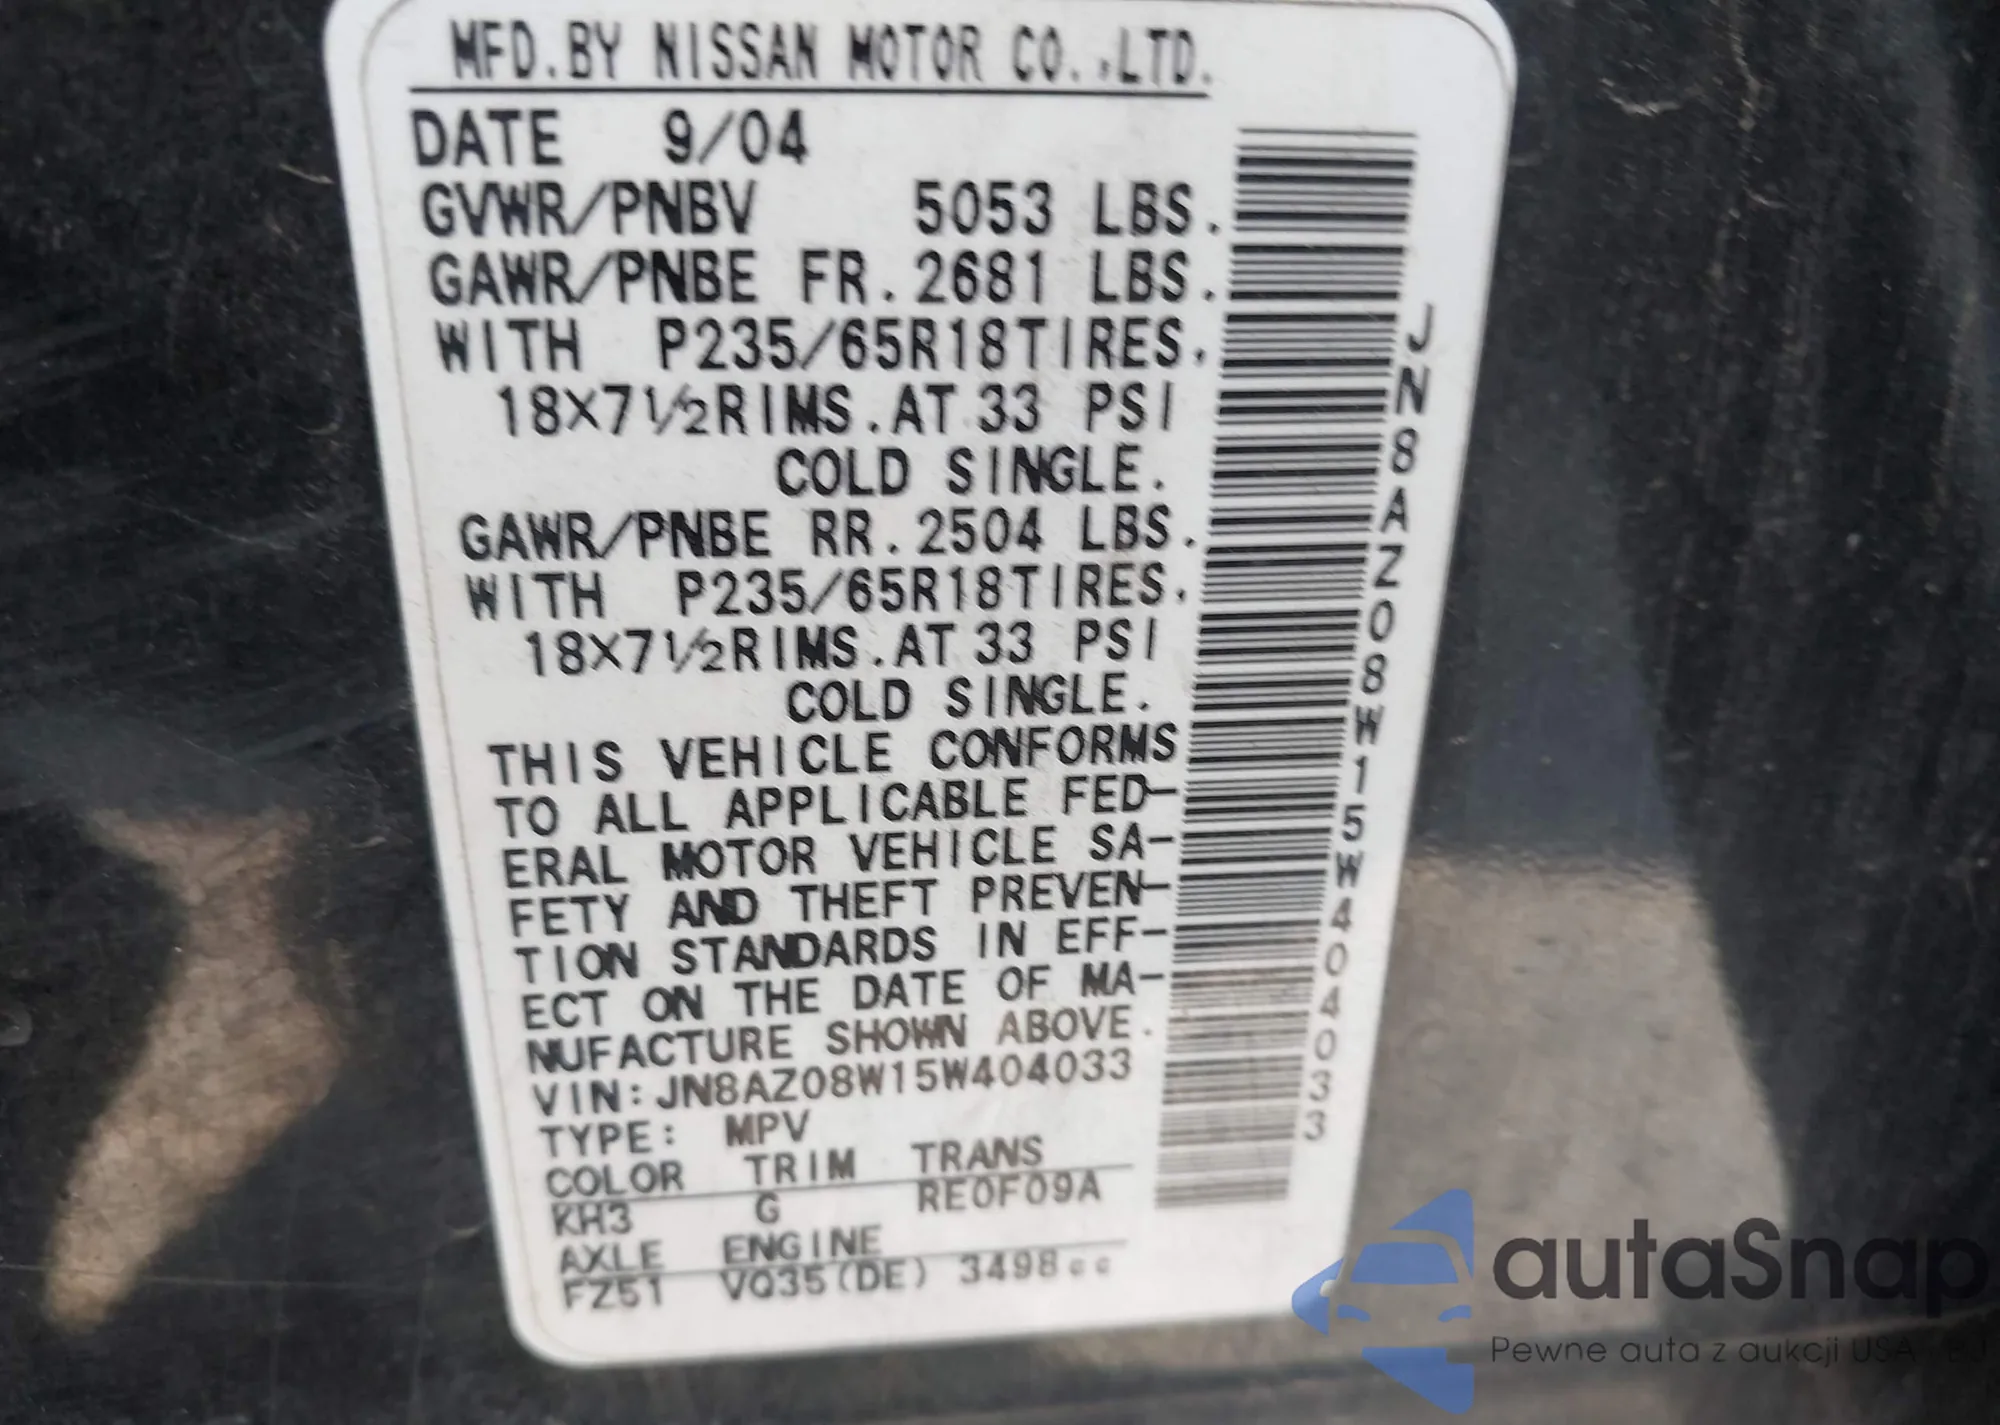 MFD.BY NISSAN MOTOR CO.,LTD.
DATE 9/04
GVWR/PNBV 5053 LBS.
GAWR/PNBE FR.2681 LBS.
WITH P235/65R18TIRES.
18X7½RIMS.AT 33 PSI
COLD SINGLE.
GAWR/PNBE RR.2504 LBS.
WITH P235/65R18TIRES.
18X7½RIMS.AT 33 PSI
COLD SINGLE.
THIS VEHICLE CONFORMS
TO ALL APPLICABLE FED-
ERAL MOTOR VEHICLE SA-
FETY AND THEFT PREVEN-
TION STANDARDS IN EFF-
ECT ON THE DATE OF MA-
NUFACTURE SHOWN ABOVE.
VIN:JN8AZ08W15W404033
TYPE: MPV
COLOR TRIM TRANS
KH3 G RE0F09A
AXLE ENGINE
FZ51 VQ35(DE) 3498cc
JN8AZ08W15W404033
autaSnap
Pewne auta z aukcji USA